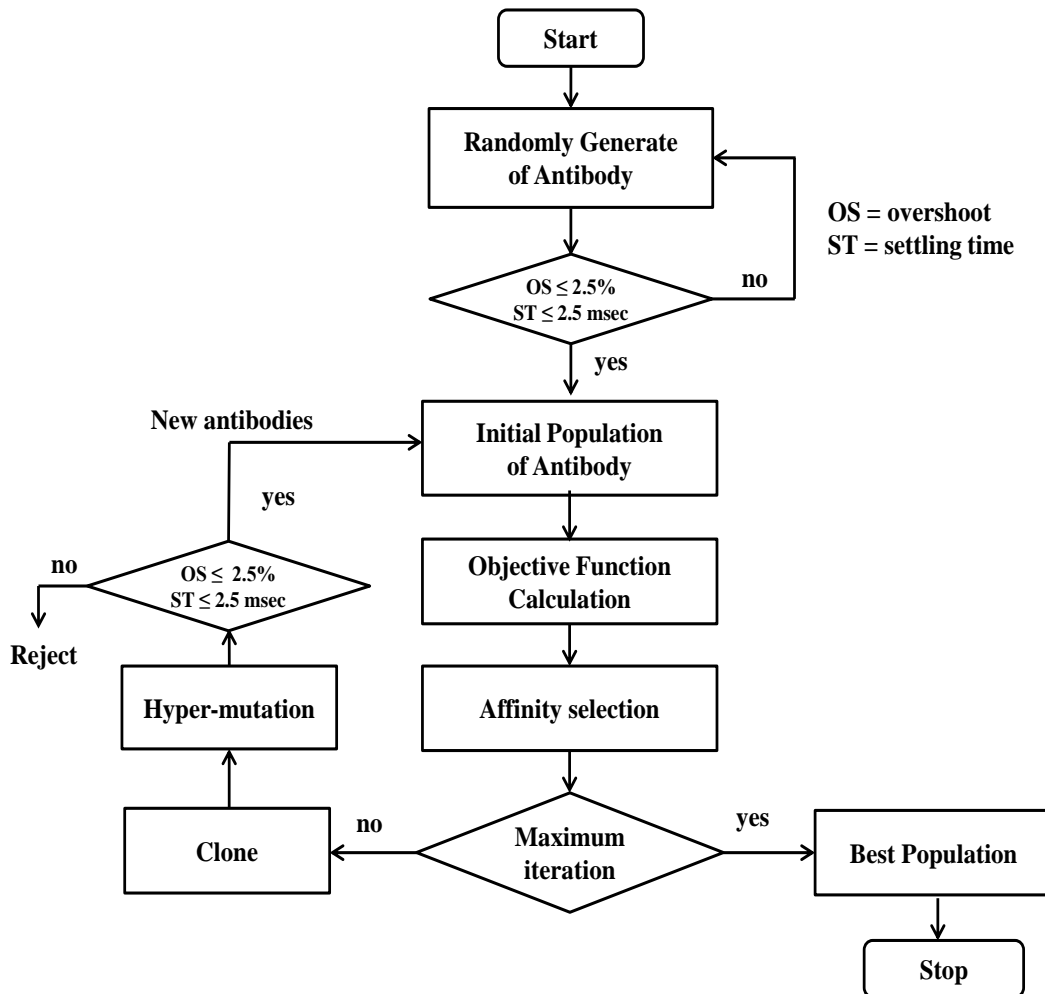 Start
Randomly Generate
of Antibody
OS = overshoot
ST = settling time
OS ≤ 2.5%
ST ≤ 2.5 msec
no
yes
New antibodies
Initial Population
of Antibody
yes
no
OS ≤ 2.5%
ST ≤ 2.5 msec
Objective Function
Calculation
Reject
Hyper-mutation
Affinity selection
no
yes
Clone
Maximum
iteration
Best Population
Stop